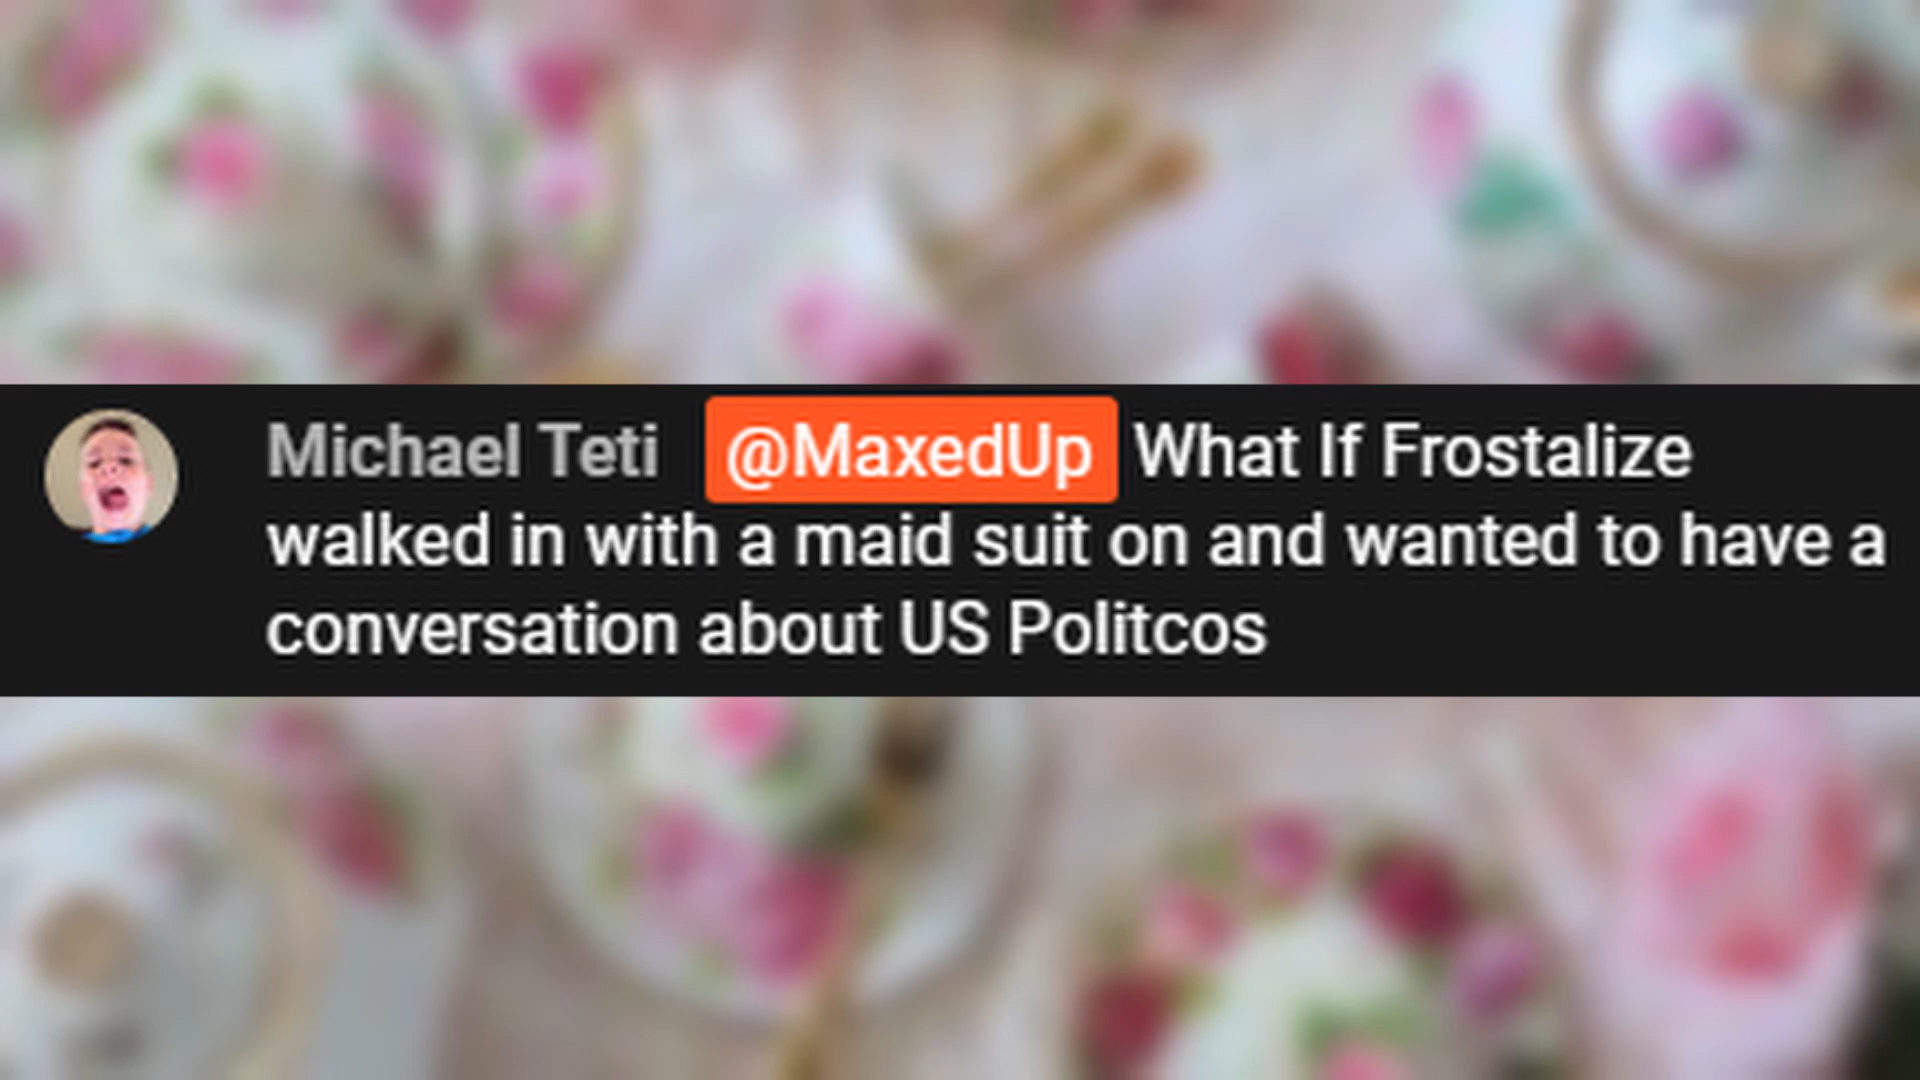 Michael Teti @MaxedUp What If Frostalize
walked in with a maid suit on and wanted to have a
conversation about US Politcos